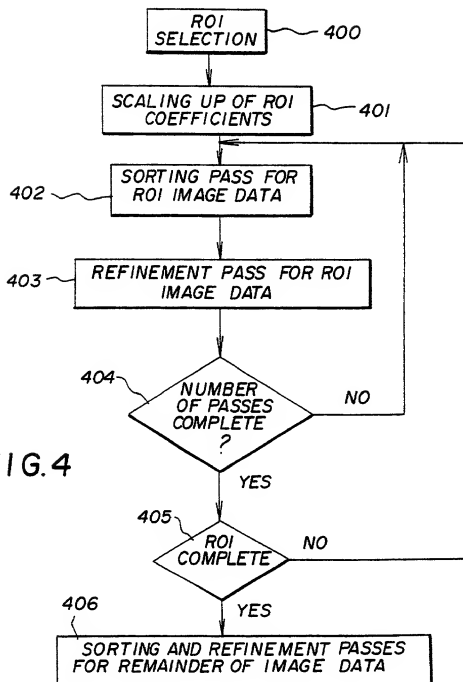 ROI
SELECTION
400
SCALING UP OF ROI
COEFFICIENTS
401
402
SORTING PASS FOR
ROI IMAGE DATA
403
REFINEMENT PASS FOR ROI
IMAGE DATA
404
NUMBER
OF PASSES
COMPLETE
?
NO
YES
FIG.4
405
ROI
COMPLETE
NO
YES
406
SORTING AND REFINEMENT PASSES
FOR REMAINDER OF IMAGE DATA